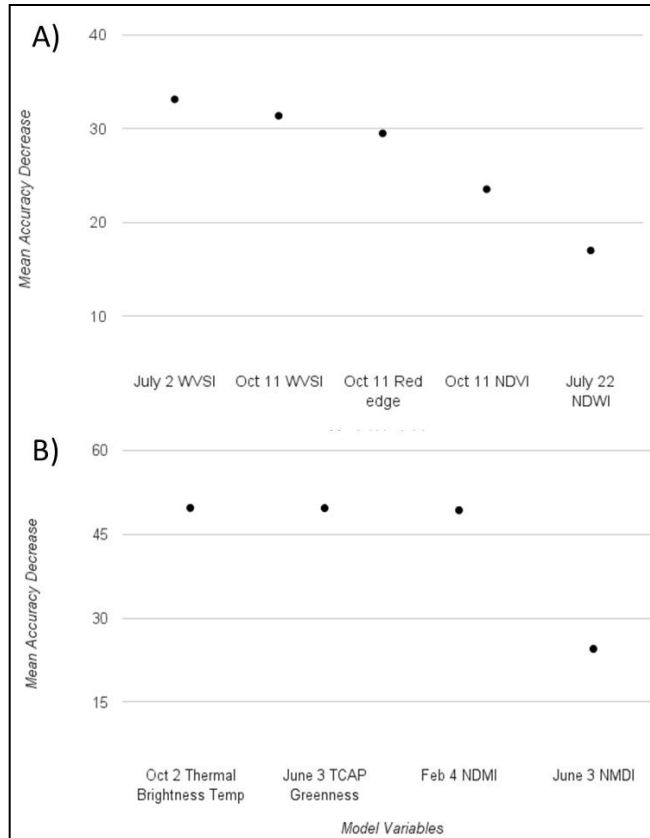 A)
Mean Accuracy Decrease
40
30
20
10
July 2 WVSI
Oct 11 WVSI
Oct 11 Red
edge
Oct 11 NDVI
July 22
NDWI
B)
Mean Accuracy Decrease
60
45
30
15
Oct 2 Thermal
Brightness Temp
June 3 TCAP
Greenness
Feb 4 NDMI
June 3 NMDI
Model Variables